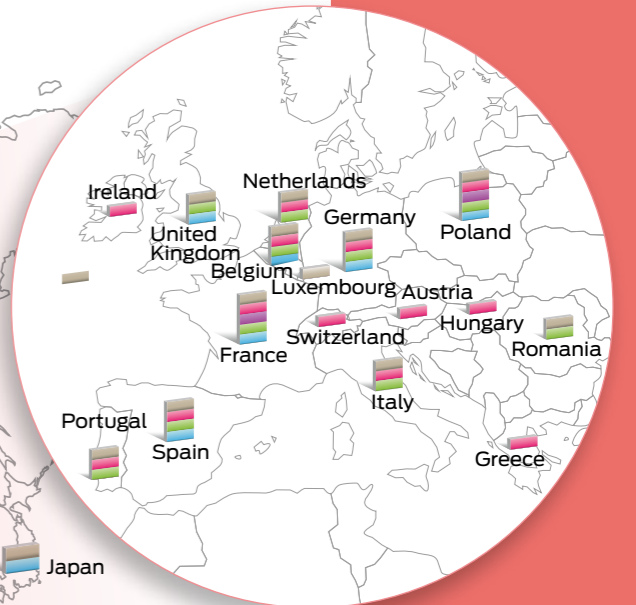 Ireland
Netherlands
United
Kingdom
Germany
Poland
Belgium
Luxembourg
Austria
Switzerland
Hungary
France
Romania
Italy
Portugal
Spain
Greece
Japan